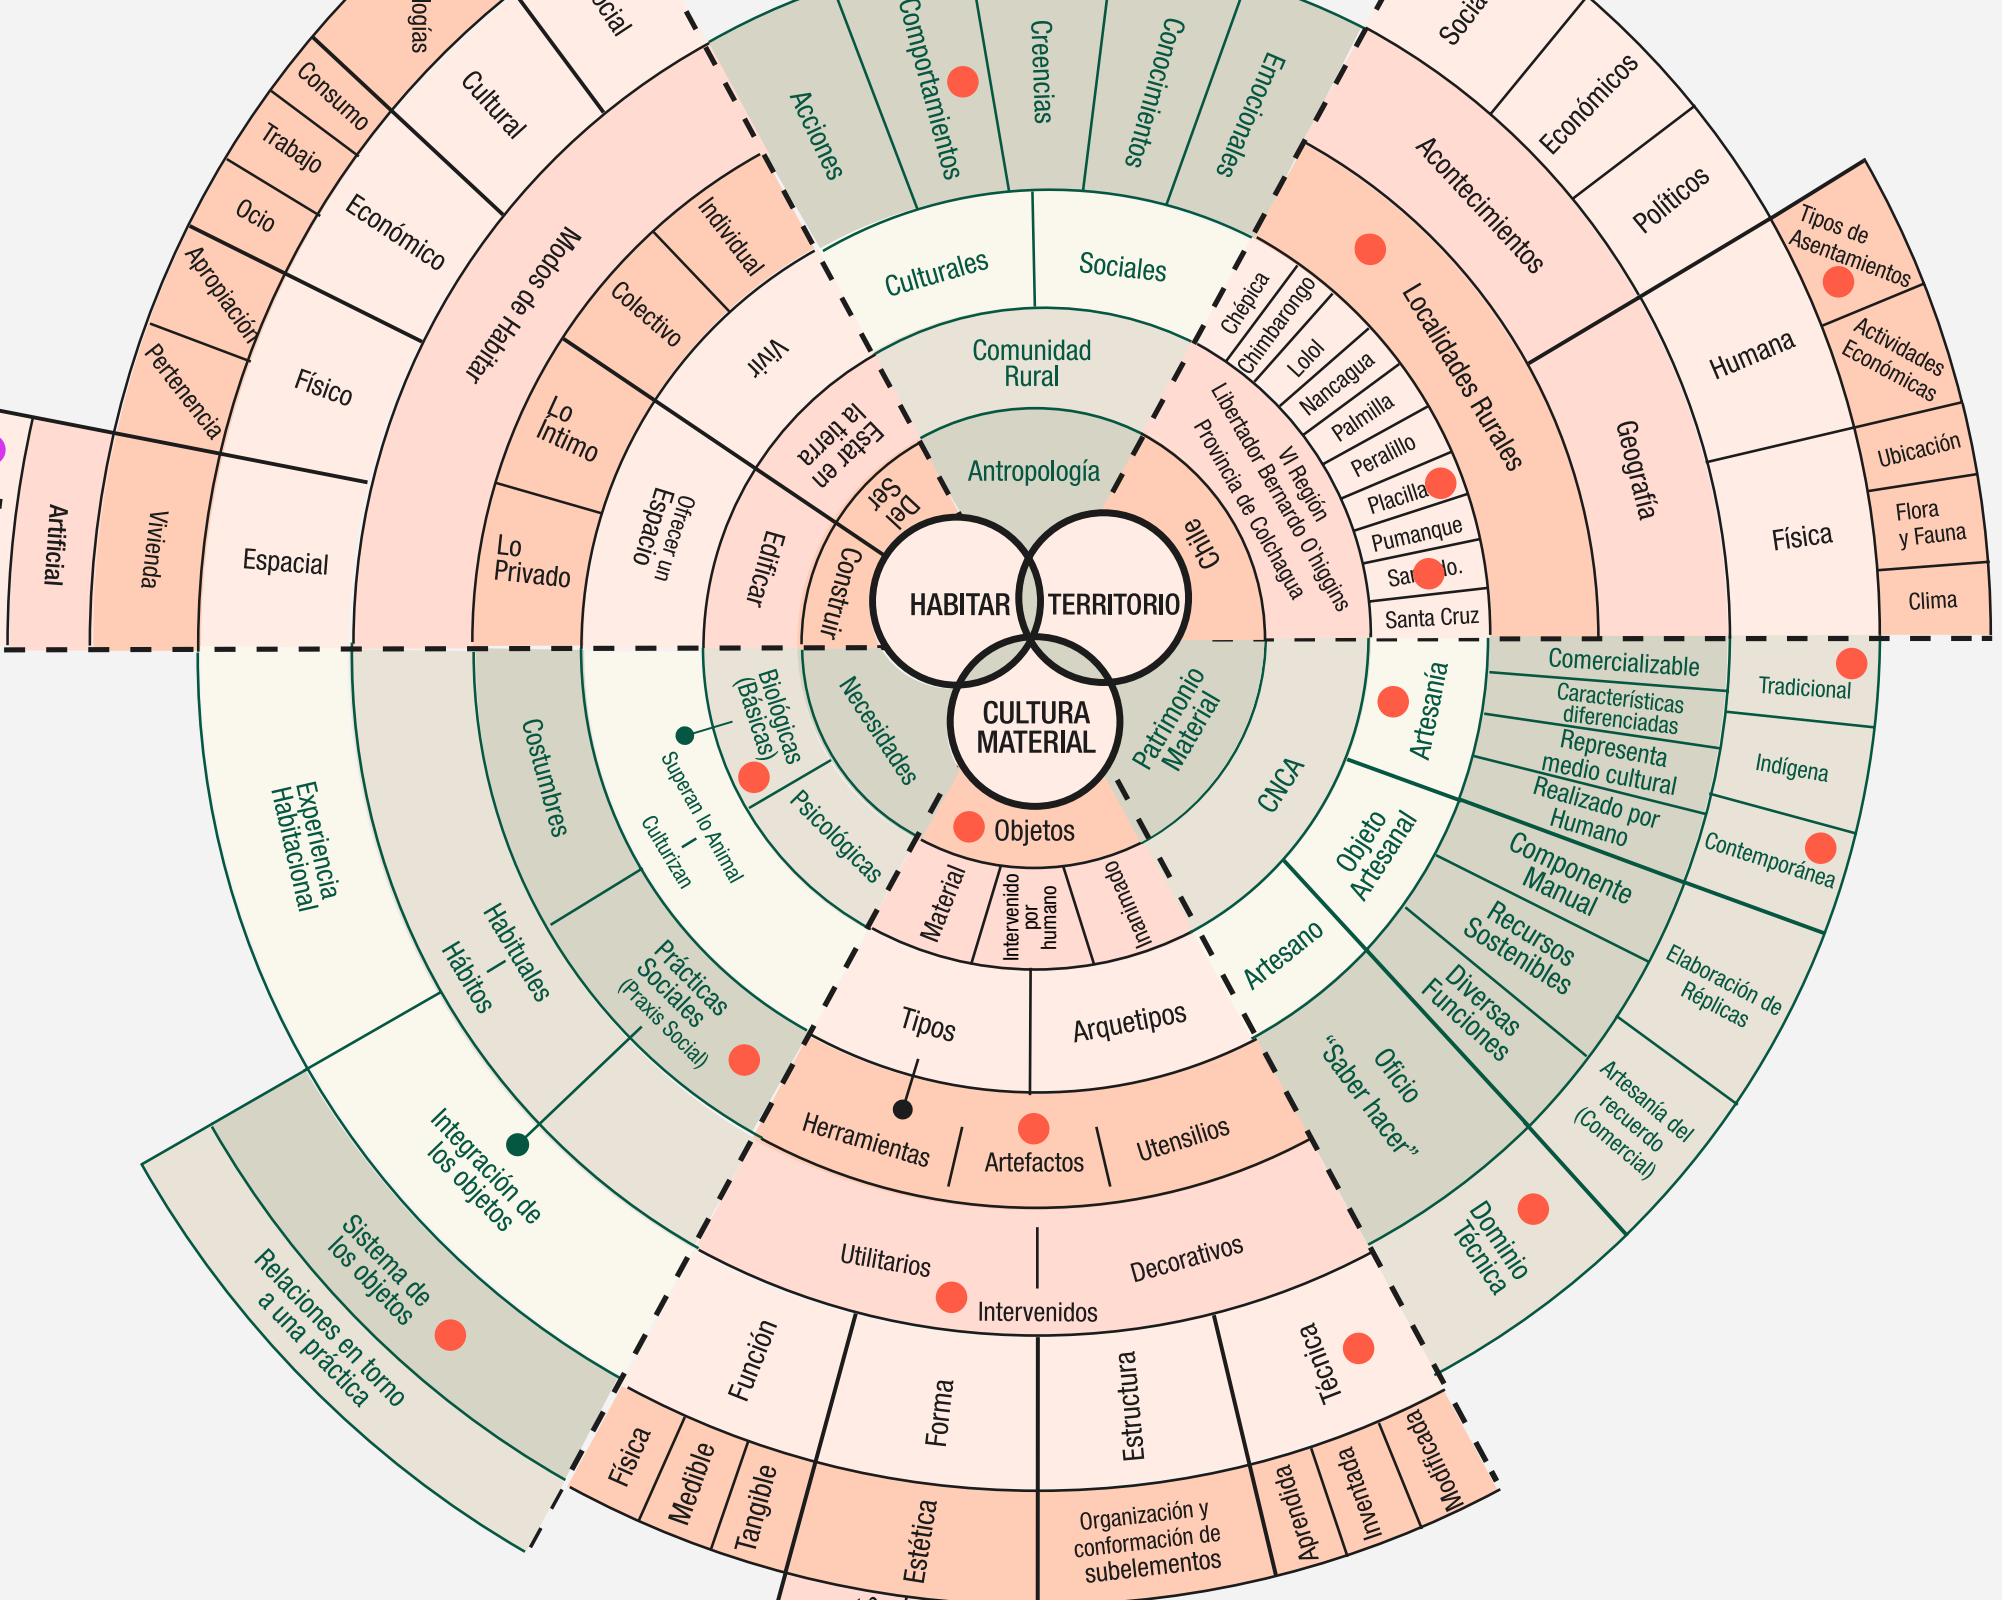 HABITAR
TERRITORIO
CULTURA
MATERIAL
Antropología
Comunidad
Rural
Culturales
Sociales
Acciones
Comportamientos
Creencias
Conocimientos
Emocionales
Chile
VI Región
Libertador Bernardo O`higgins
Provincia de Colchagua
Chépica
Chimbarongo
Lolol
Nancagua
Palmilla
Peralillo
Placilla
Pumanque
Santa Cruz
Localidades Rurales
Acontecimientos
Económicos
Políticos
Geografía
Humana
Física
Tipos de
Asentamientos
Actividades
Económicas
Ubicación
Flora
y Fauna
Clima
Patrimonio
Material
CNCA
Artesanía
Objeto
Artesanal
Artesano
Comercializable
Características
diferenciadas
Representa
medio cultural
Realizado por
Humano
Componente
Manual
Recursos
Sostenibles
Diversas
Funciones
Oficio
“Saber hacer”
Tradicional
Indígena
Contemporánea
Elaboración de
Réplicas
Artesanía del
recuerdo
(Comercial)
Dominio
Técnica
Objetos
Material
Intervenido
por
humano
Inanimado
Tipos
Arquetipos
Herramientas
Artefactos
Utensilios
Utilitarios
Decorativos
Intervenidos
Función
Forma
Estructura
Técnica
Física
Medible
Tangible
Estética
Organización y
conformación de
subelementos
Aprendida
Inventada
Modificada
Necesidades
Biológicas
(Básicas)
Psicológicas
Superan lo Animal
Culturizan
Costumbres
Prácticas
Sociales
(Praxis Social)
Habituales
Hábitos
Experiencia
Habitacional
Integración de
los objetos
Sistema de
los objetos
Relaciones en torno
a una práctica
Del
Ser
Construir
Estar en
la tierra
Edificar
Vivir
Ofrecer un
Espacio
Individual
Colectivo
Lo
Íntimo
Lo
Privado
Modos de Habitar
Cultural
Económico
Físico
Espacial
Consumo
Trabajo
Ocio
Apropiación
Pertenencia
Vivienda
Artificial